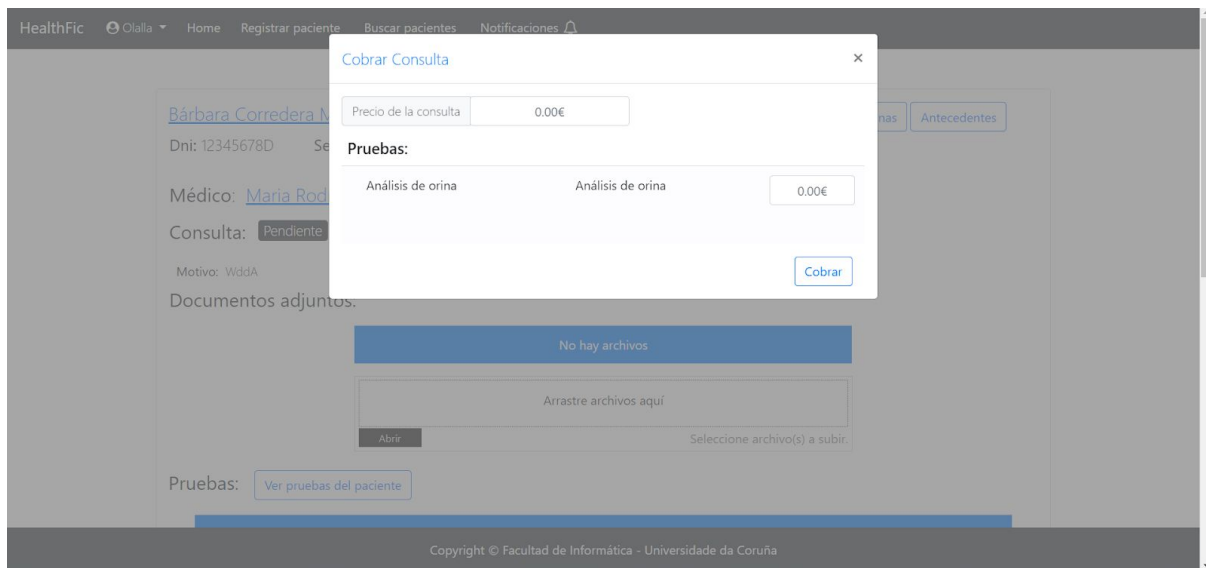 HealthFic Olalla Home Registrar paciente Buscar pacientes Notificaciones
Cobrar Consulta ×
Bárbara Corredera M
Precio de la consulta 0.00€
nas Antecedentes
Dni: 12345678D Se
Pruebas:
Análisis de orina Análisis de orina 0.00€
Médico: Maria Rod
Consulta: Pendiente
Motivo: WddA
Cobrar
Documentos adjuntos:
No hay archivos
Arrastre archivos aquí
Abrir Seleccione archivo(s) a subir.
Pruebas: Ver pruebas del paciente
Copyright © Facultad de Informática - Universidade da Coruña